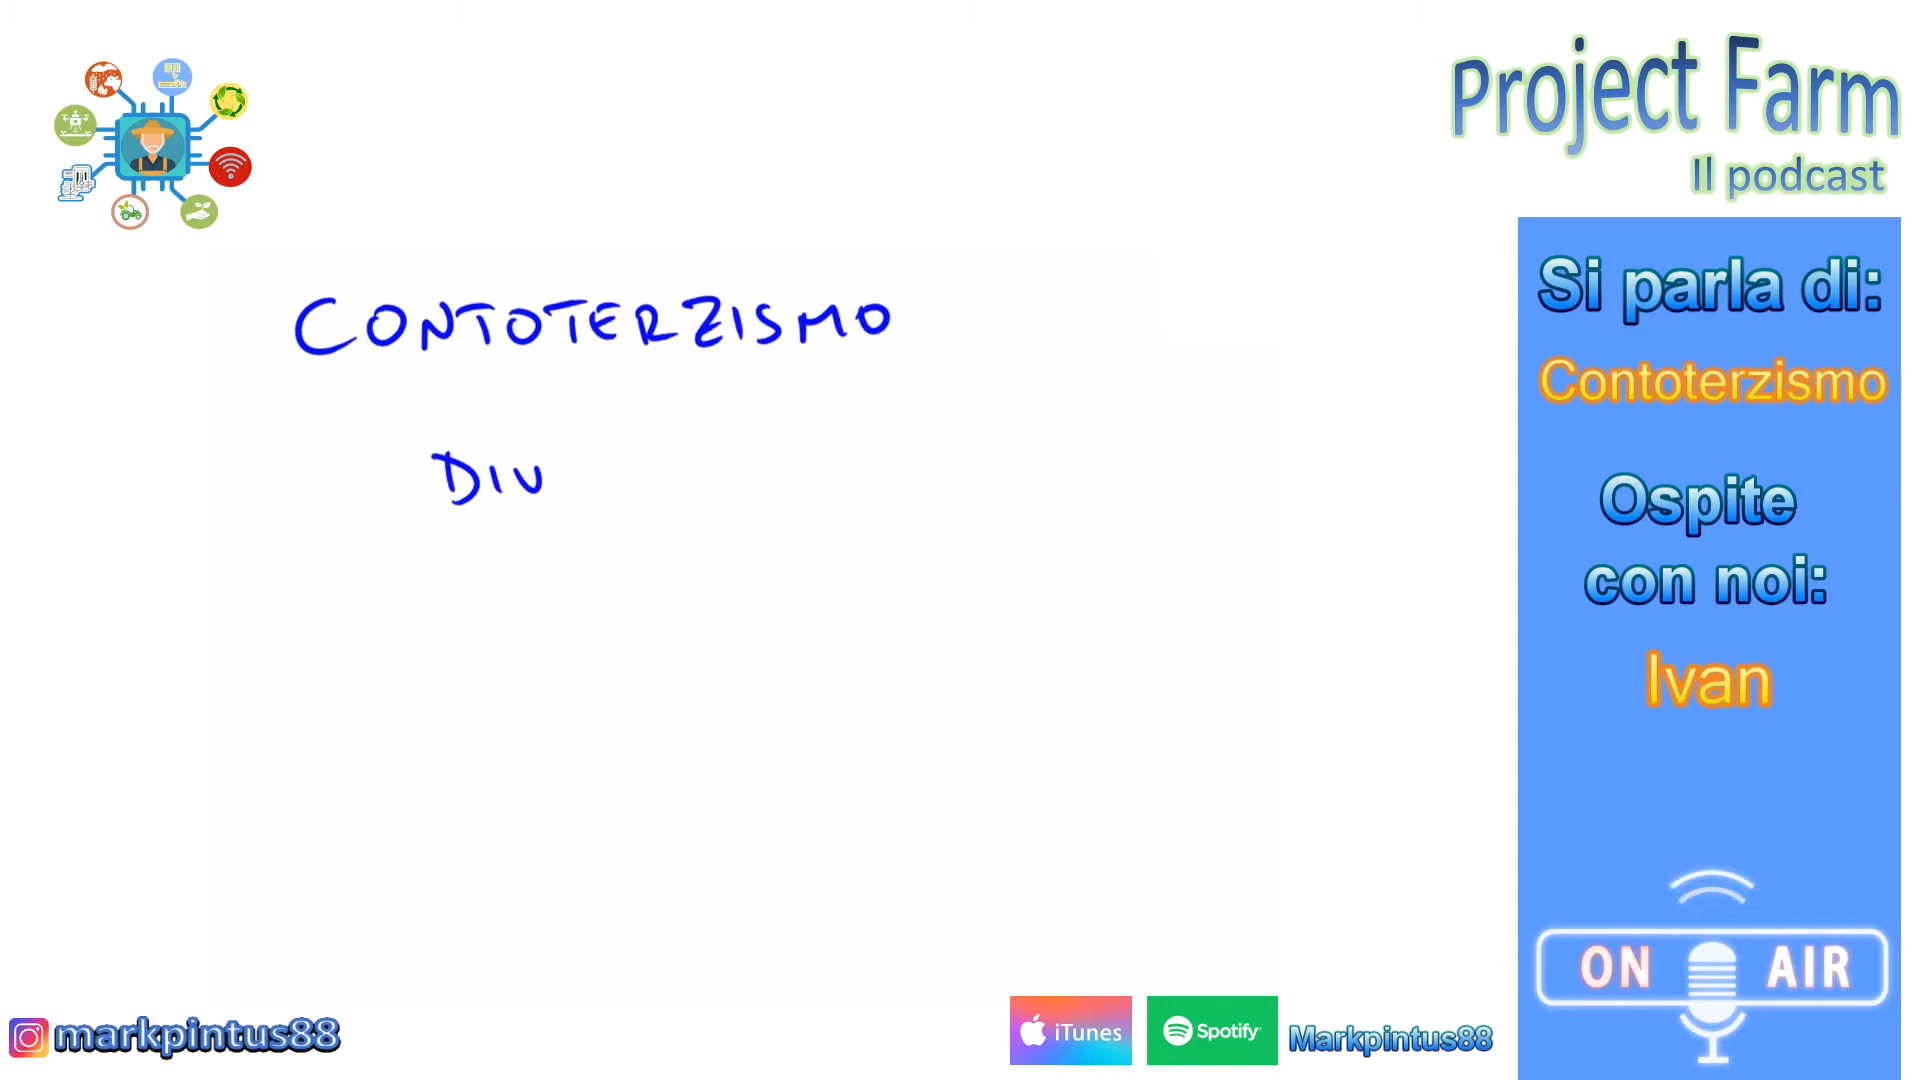 Project Farm
Il podcast
CONTOTERZISMO
DIV
Si parla di:
Contoterzismo
Ospite
con noi:
Ivan
ON AIR
markpintus88
iTunes
Spotify
Markpintus88